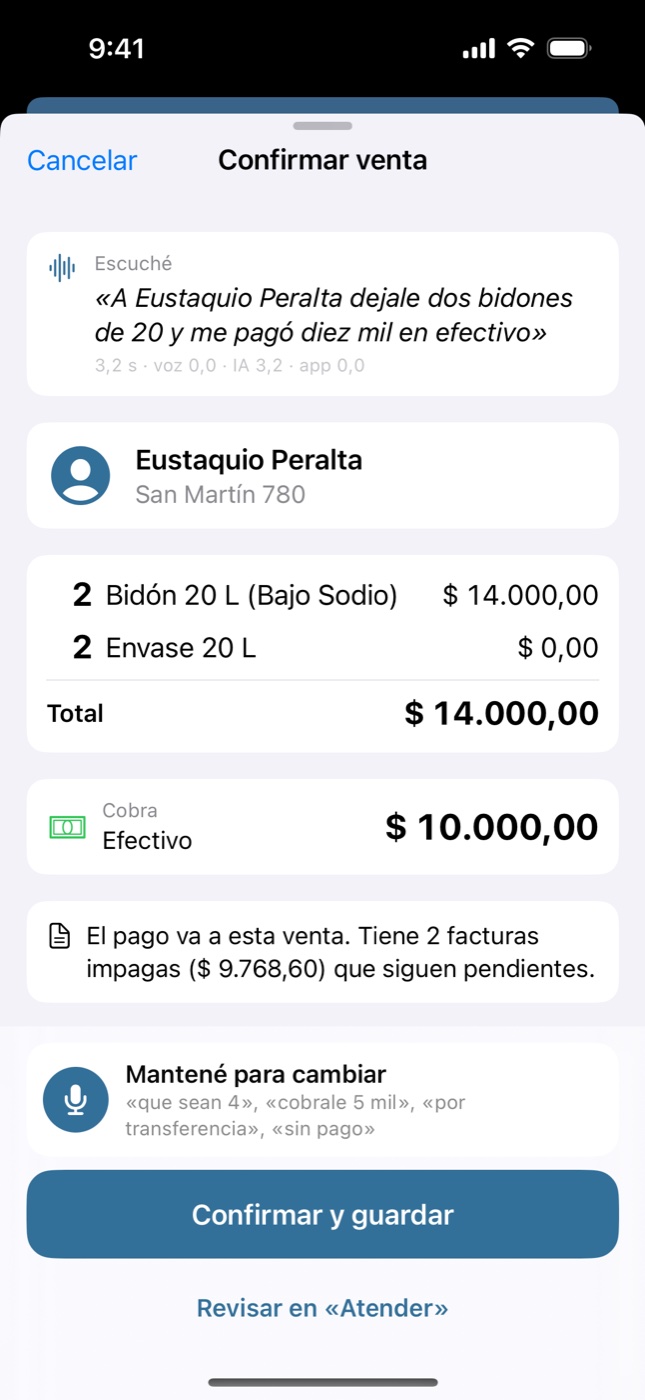 9:41
Cancelar
Confirmar venta
Escuché
«A Eustaquio Peralta dejale dos bidones
de 20 y me pagó diez mil en efectivo»
3,2 s · voz 0,0 · IA 3,2 · app 0,0
Eustaquio Peralta
San Martín 780
2 Bidón 20 L (Bajo Sodio) $ 14.000,00
2 Envase 20 L $ 0,00
Total $ 14.000,00
Cobra
Efectivo
$ 10.000,00
El pago va a esta venta. Tiene 2 facturas
impagas ($ 9.768,60) que siguen pendientes.
Mantené para cambiar
«que sean 4», «cobrale 5 mil», «por
transferencia», «sin pago»
Confirmar y guardar
Revisar en «Atender»